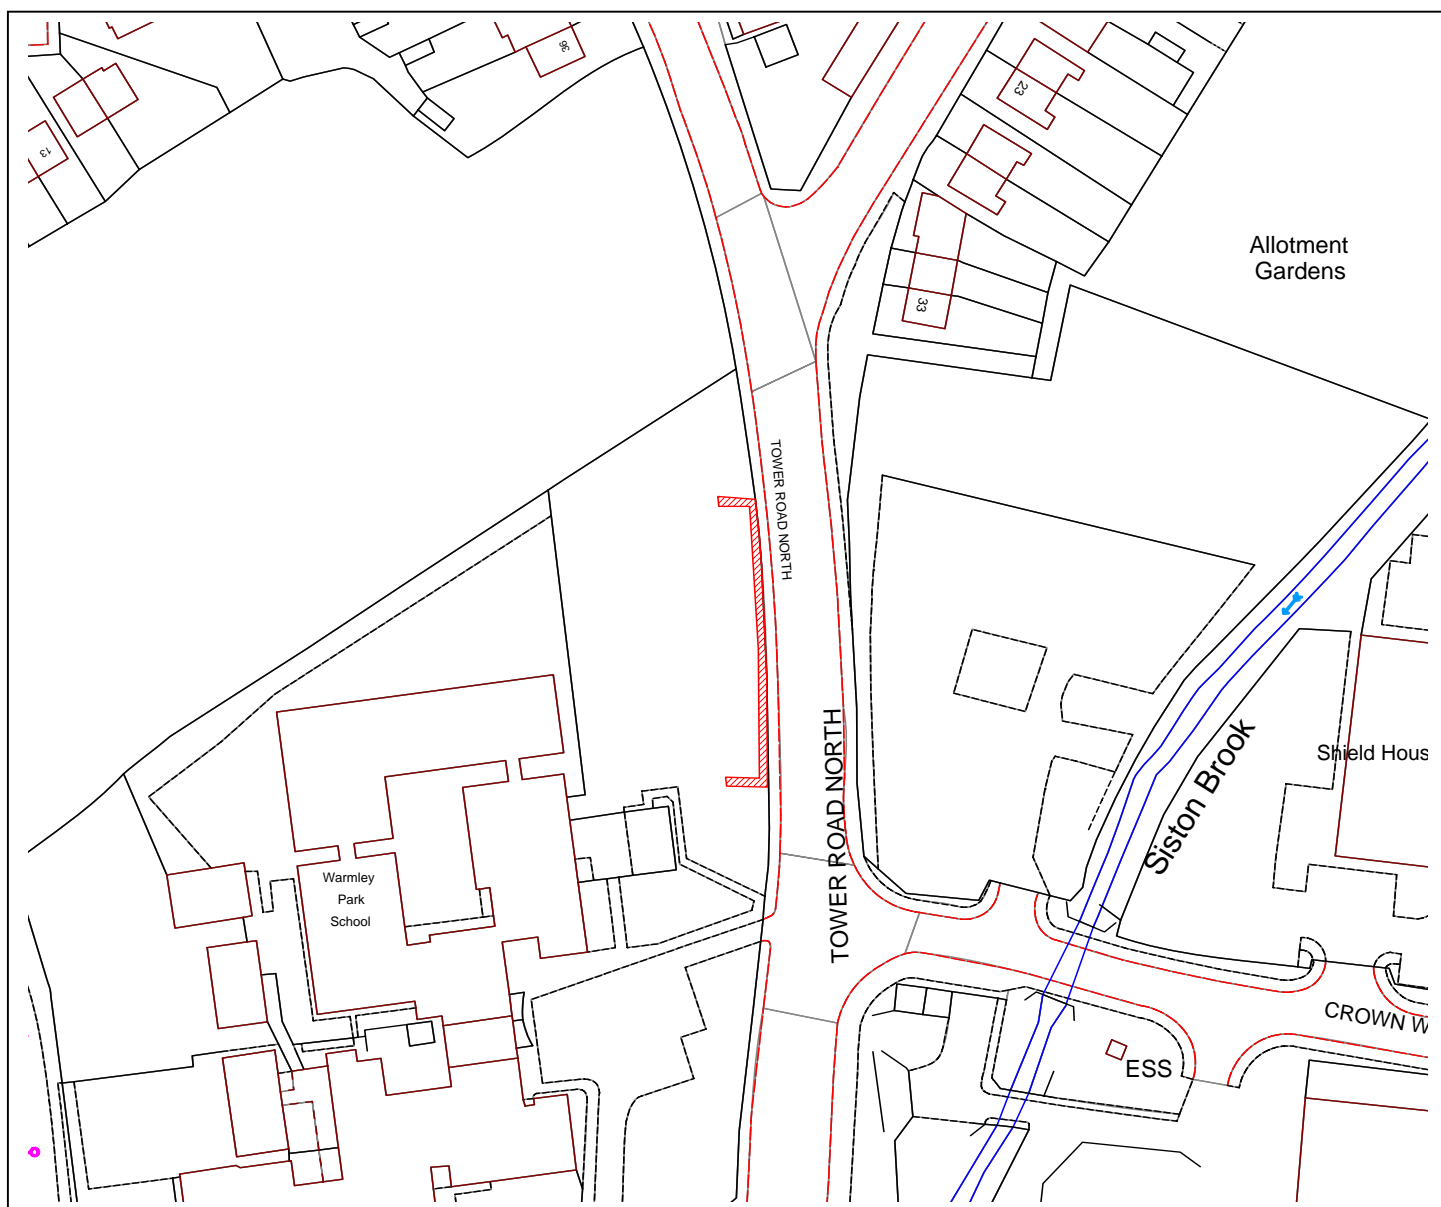 36
23
13
Allotment
Gardens
33
TOWER ROAD NORTH
TOWER ROAD NORTH
Siston Brook
Shield Hous
Warmley
Park
School
CROWN W
ESS